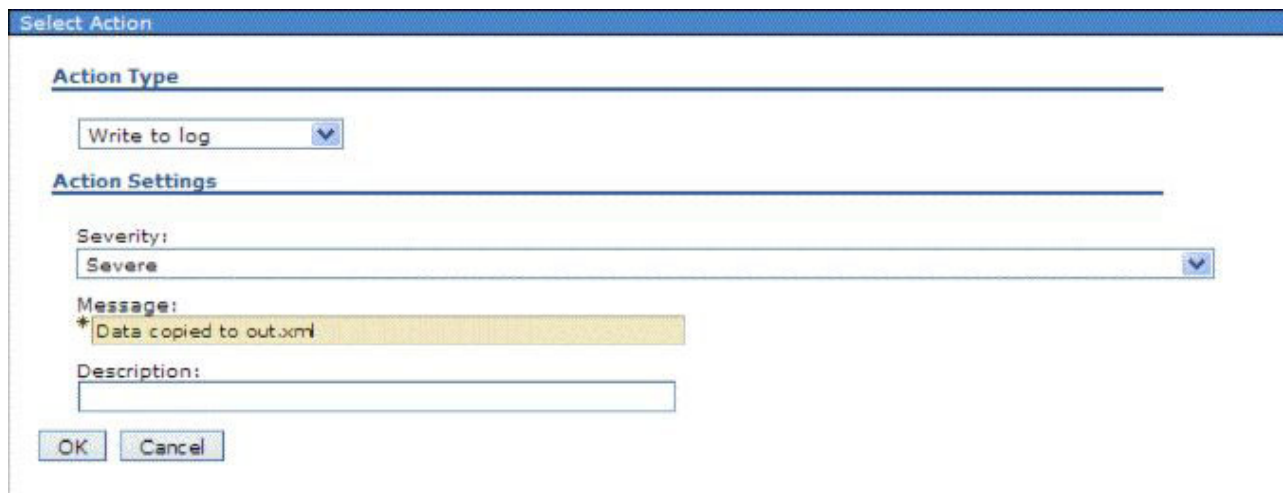 Select Action
Action Type
Write to log
Action Settings
Severity:
Severe
Message:
* Data copied to out.xml
Description:
OK Cancel